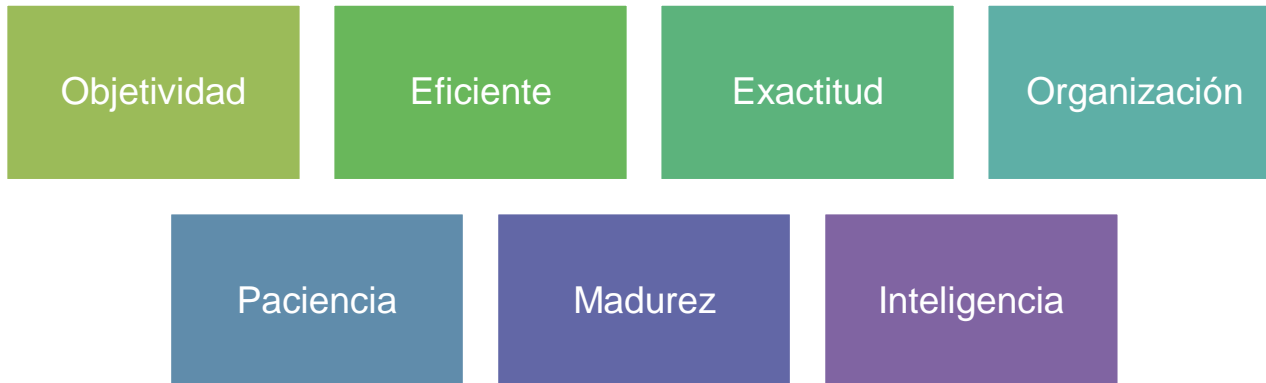 Objetividad
Eficiente
Exactitud
Organización
Paciencia
Madurez
Inteligencia